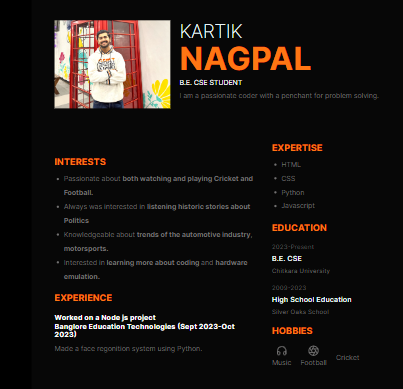 KARTIK
NAGPAL
B.E. CSE STUDENT
I am a passionate coder with a penchant for problem solving.
INTERESTS
• Passionate about both watching and playing Cricket and
Football.
• Always was interested in listening historic stories about
Politics
• Knowledgeable about trends of the automotive industry,
motorsports.
• Interested in learning more about coding and hardware
emulation.
EXPERIENCE
Worked on a Node js project
Banglore Education Technologies (Sept 2023-Oct
2023)
Made a face regonition system using Python.
EXPERTISE
• HTML
• CSS
• Python
• Javascript
EDUCATION
2023-Present
B.E. CSE
Chitkara University
2009-2023
High School Education
Silver Oaks School
HOBBIES
Music
Football
Cricket